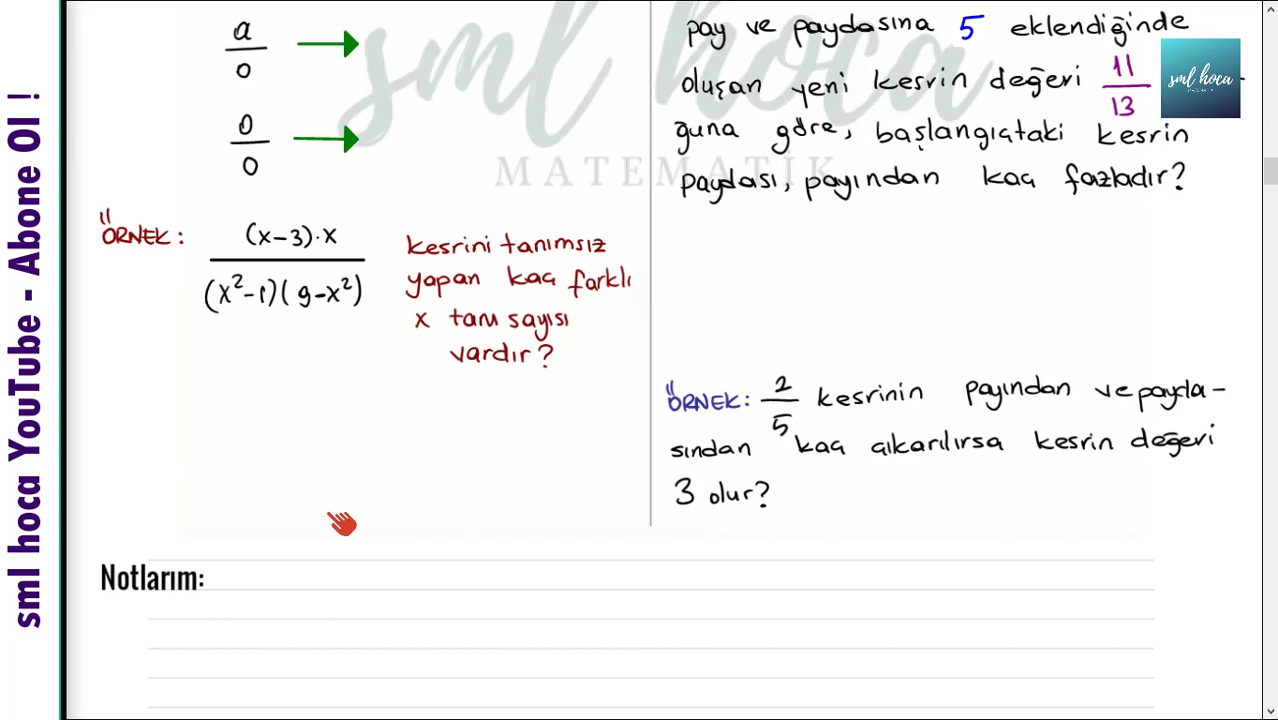 sml hoca YouTube - Abone Ol !
a
0
0
0
sml hoca
MATEMATİK
ÖRNEK: (x-3)·x
(x²-1)(9-x²)
kesrini tanımsız
yapan kaç farklı
x tam sayısı
vardır?
pay ve paydasına 5 eklendiğinde
oluşan yeni kesrin değeri 11/13
ğuna göre, başlangıçtaki kesrin
paydası, payından kaç fazladır?
sml hoca
ÖRNEK: 2/5 kesrinin payından ve payda-
sından kaç çıkarılırsa kesrin değeri
3 olur?
Notlarım: